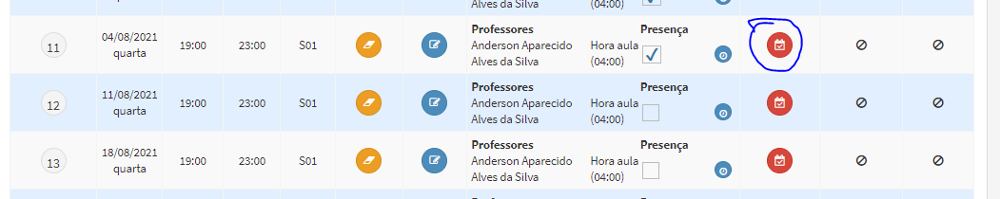 Alves da Silva (04:00)
11 04/08/2021 quarta 19:00 23:00 S01 Professores Anderson Aparecido Alves da Silva Hora aula (04:00) Presença
12 11/08/2021 quarta 19:00 23:00 S01 Professores Anderson Aparecido Alves da Silva Hora aula (04:00) Presença
13 18/08/2021 quarta 19:00 23:00 S01 Professores Anderson Aparecido Alves da Silva Hora aula (04:00) Presença